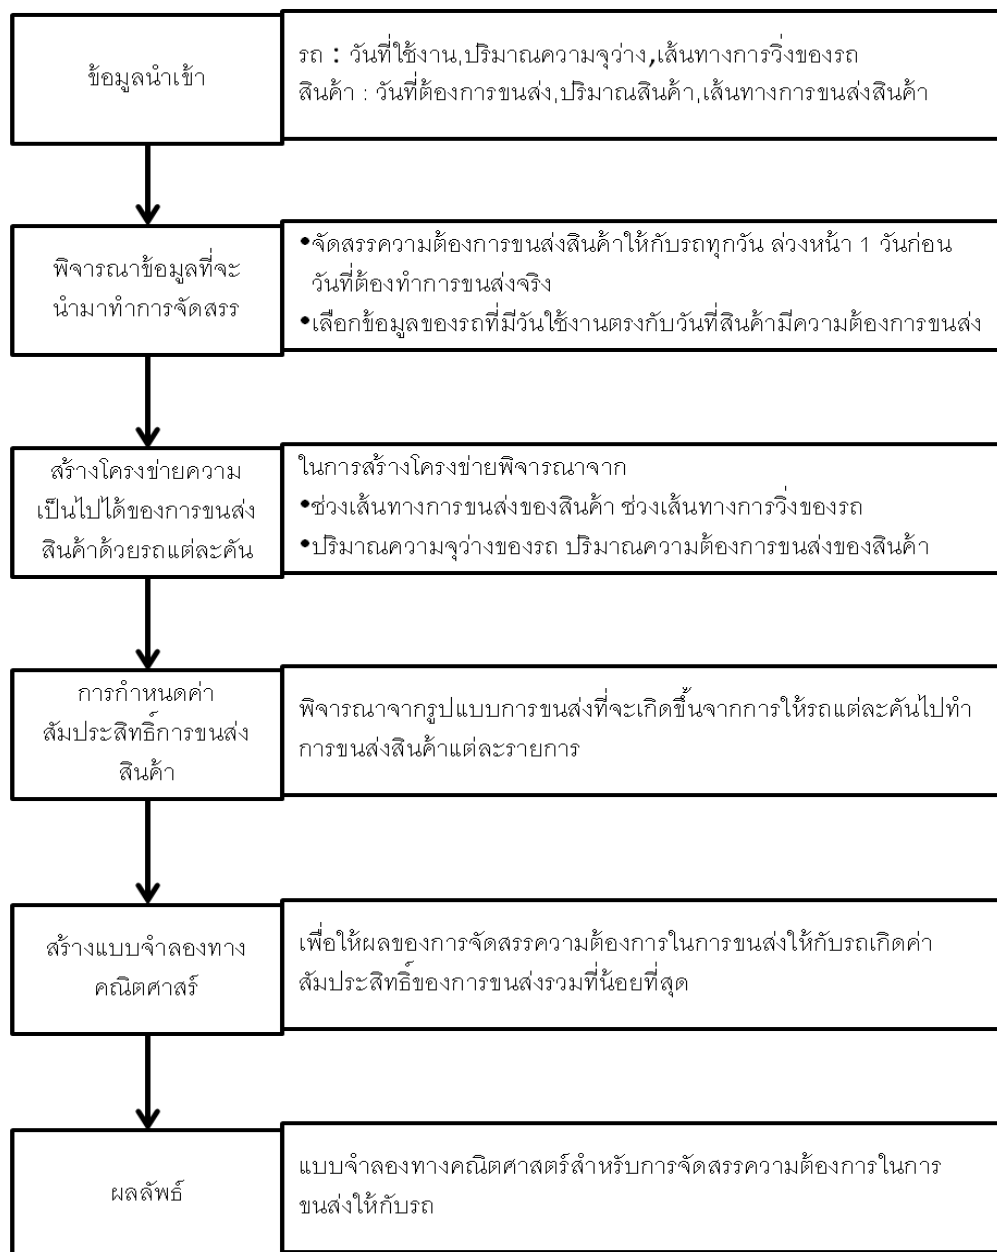 ข้อมูลนำเข้า
รถ : วันที่ใช้งาน,ปริมาณความจุว่าง,เส้นทางการวิ่งของรถ
สินค้า : วันที่ต้องการขนส่ง,ปริมาณสินค้า,เส้นทางการขนส่งสินค้า
พิจารณาข้อมูลที่จะ
นำมาทำการจัดสรร
•จัดสรรความต้องการขนส่งสินค้าให้กับรถทุกวัน ล่วงหน้า 1 วันก่อน
วันที่ต้องทำการขนส่งจริง
•เลือกข้อมูลของรถที่มีวันใช้งานตรงกับวันที่สินค้ามีความต้องการขนส่ง
สร้างโครงข่ายความ
เป็นไปได้ของการขนส่ง
สินค้าด้วยรถแต่ละคัน
ในการสร้างโครงข่ายพิจารณาจาก
•ช่วงเส้นทางการขนส่งของสินค้า ช่วงเส้นทางการวิ่งของรถ
•ปริมาณความจุว่างของรถ ปริมาณความต้องการขนส่งของสินค้า
การกำหนดค่า
สัมประสิทธิ์การขนส่ง
สินค้า
พิจารณาจากรูปแบบการขนส่งที่จะเกิดขึ้นจากการให้รถแต่ละคันไปทำ
การขนส่งสินค้าแต่ละรายการ
สร้างแบบจำลองทาง
คณิตศาสร์
เพื่อให้ผลของการจัดสรรความต้องการในการขนส่งให้กับรถเกิดค่า
สัมประสิทธิ์ของการขนส่งรวมที่น้อยที่สุด
ผลลัพธ์
แบบจำลองทางคณิตศาสตร์สำหรับการจัดสรรความต้องการในการ
ขนส่งให้กับรถ